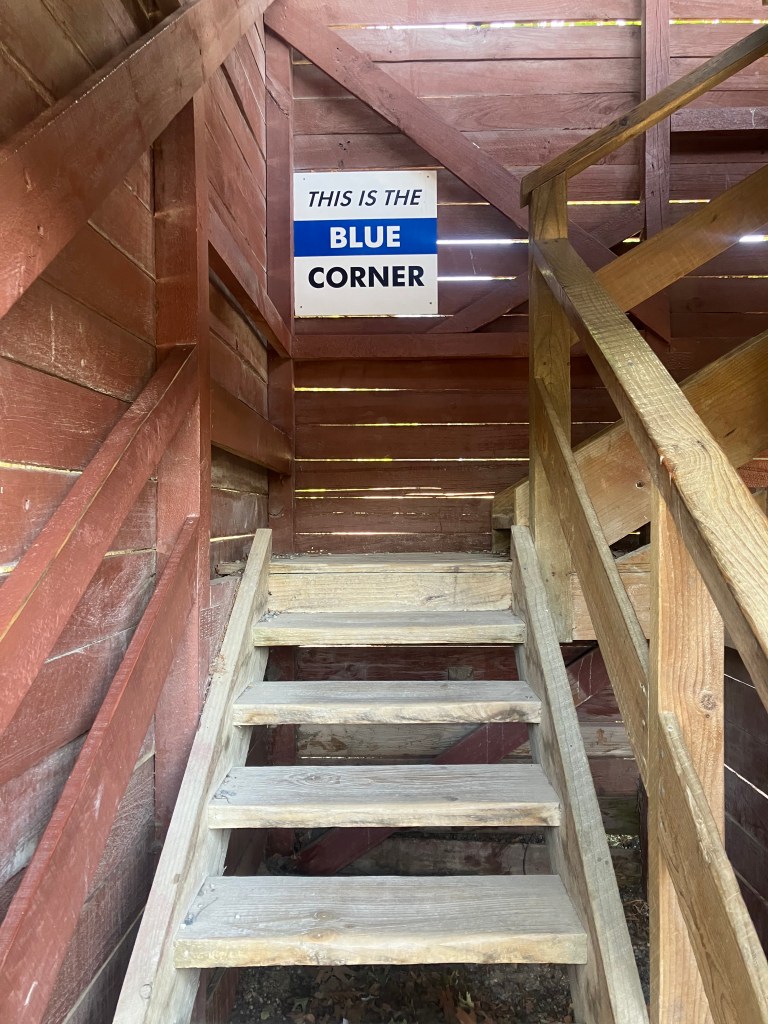 THIS IS THE
BLUE
CORNER